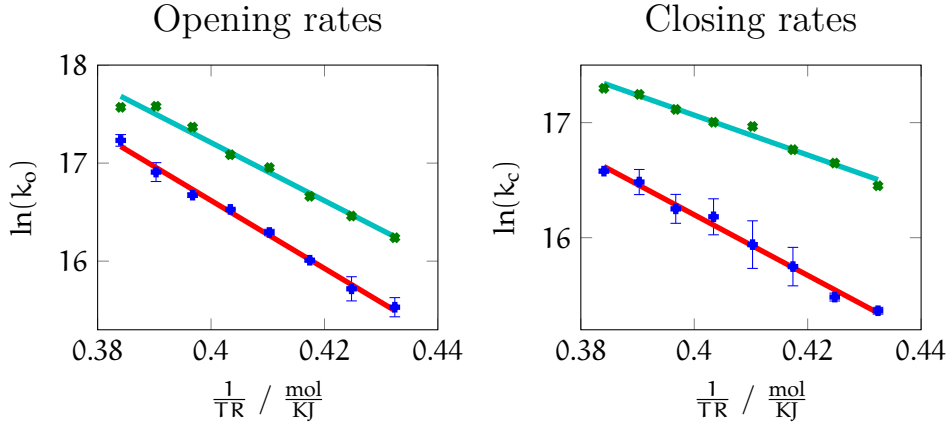 Opening rates
18
17
16
ln(k_o)
0.38 0.4 0.42 0.44
1/TR / mol/KJ
Closing rates
17
16
ln(k_c)
0.38 0.4 0.42 0.44
1/TR / mol/KJ